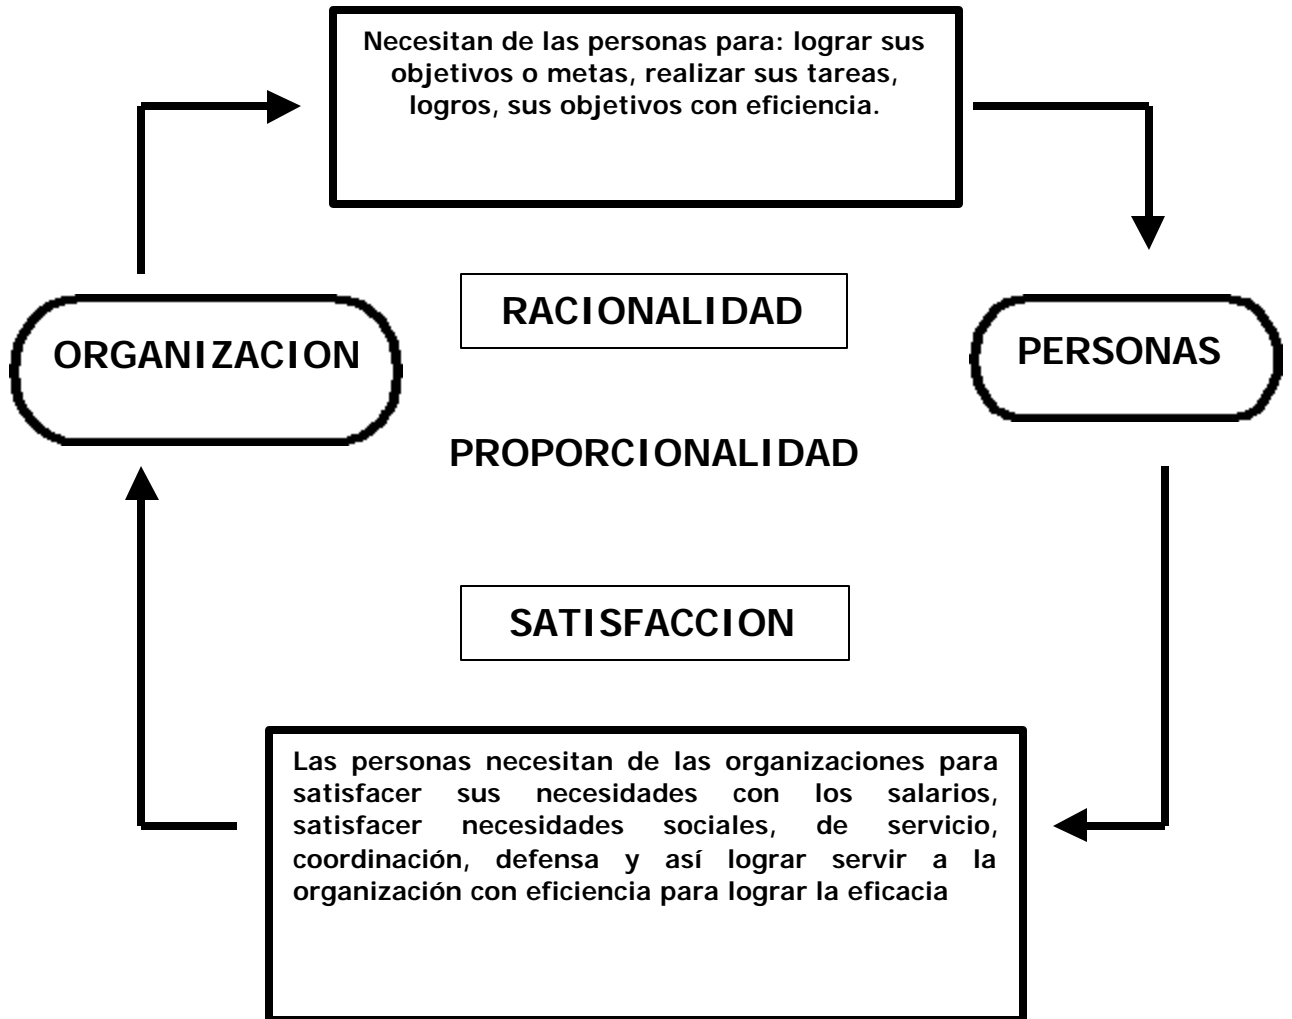 Necesitan de las personas para: lograr sus
objetivos o metas, realizar sus tareas,
logros, sus objetivos con eficiencia.
RACIONALIDAD
ORGANIZACION
PERSONAS
PROPORCIONALIDAD
SATISFACCION
Las personas necesitan de las organizaciones para
satisfacer sus necesidades con los salarios,
satisfacer necesidades sociales, de servicio,
coordinación, defensa y así lograr servir a la
organización con eficiencia para lograr la eficacia